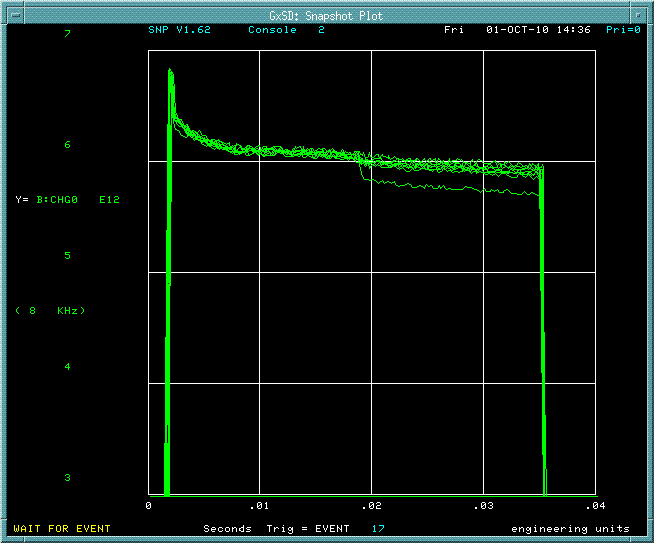 GxSD: Snapshot Plot
7
SNP V1.62 Console 2 Fri 01-OCT-10 14:36 Pri=0
6
Y= B:CHG0 E12
5
( 8 KHz)
4
3
0 .01 .02 .03 .04
WAIT FOR EVENT Seconds Trig = EVENT 17 engineering units